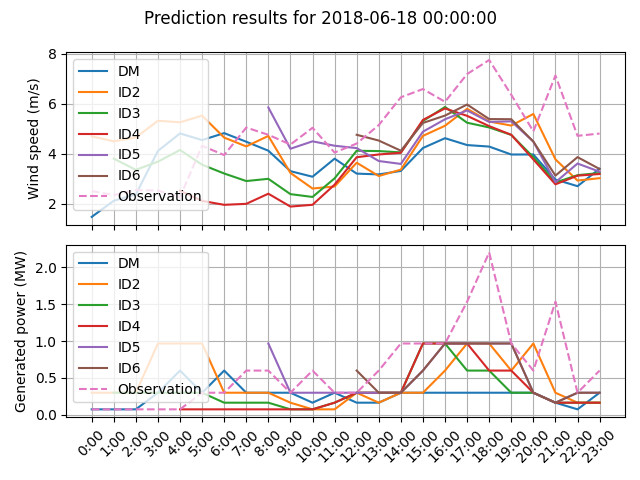 Prediction results for 2018-06-18 00:00:00
Wind speed (m/s)
8
6
4
2
DM
ID2
ID3
ID4
ID5
ID6
Observation
Generated power (MW)
2.0
1.5
1.0
0.5
0.0
DM
ID2
ID3
ID4
ID5
ID6
Observation
0:00
1:00
2:00
3:00
4:00
5:00
6:00
7:00
8:00
9:00
10:00
11:00
12:00
13:00
14:00
15:00
16:00
17:00
18:00
19:00
20:00
21:00
22:00
23:00